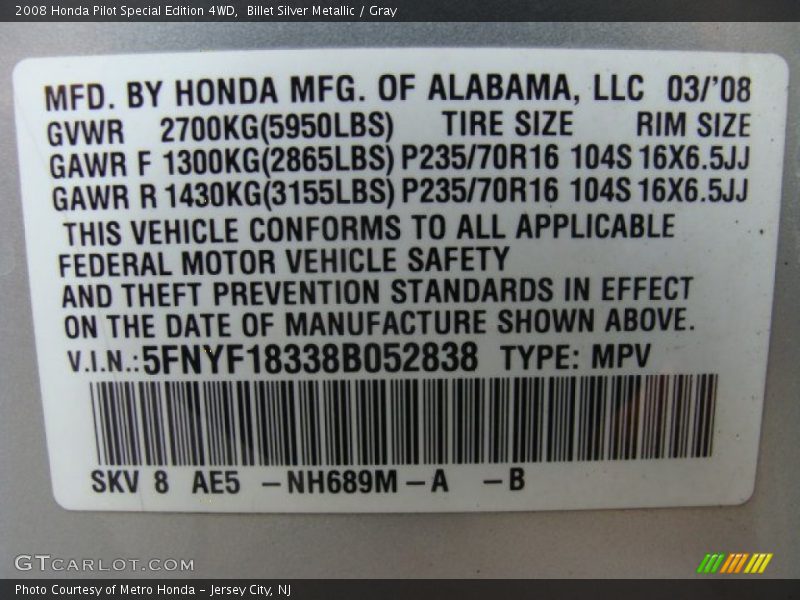 2008 Honda Pilot Special Edition 4WD,  Billet Silver Metallic / Gray
MFD. BY HONDA MFG. OF ALABAMA, LLC 03/'08
GVWR 2700KG(5950LBS) TIRE SIZE RIM SIZE
GAWR F 1300KG(2865LBS) P235/70R16 104S 16X6.5JJ
GAWR R 1430KG(3155LBS) P235/70R16 104S 16X6.5JJ
THIS VEHICLE CONFORMS TO ALL APPLICABLE
FEDERAL MOTOR VEHICLE SAFETY
AND THEFT PREVENTION STANDARDS IN EFFECT
ON THE DATE OF MANUFACTURE SHOWN ABOVE.
V.I.N.:5FNYF18338B052838 TYPE: MPV
SKV 8 AE5 –NH689M–A –B
GTCARLOT.COM
Photo Courtesy of Metro Honda – Jersey City, NJ